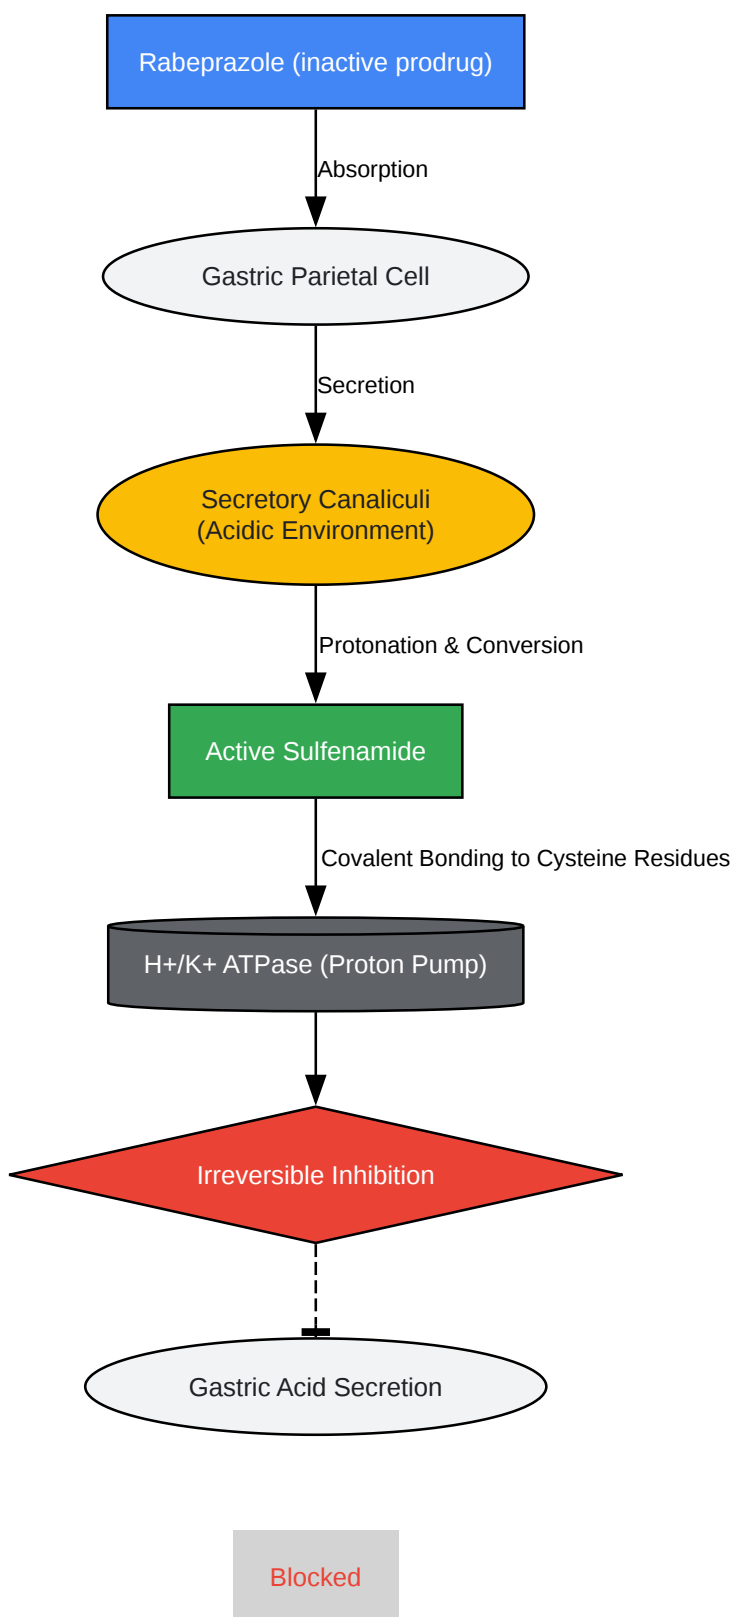 Rabeprazole (inactive prodrug)
Absorption
Gastric Parietal Cell
Secretion
Secretory Canaliculi
(Acidic Environment)
Protonation & Conversion
Active Sulfenamide
Covalent Bonding to Cysteine Residues
H+/K+ ATPase (Proton Pump)
Irreversible Inhibition
Gastric Acid Secretion
Blocked